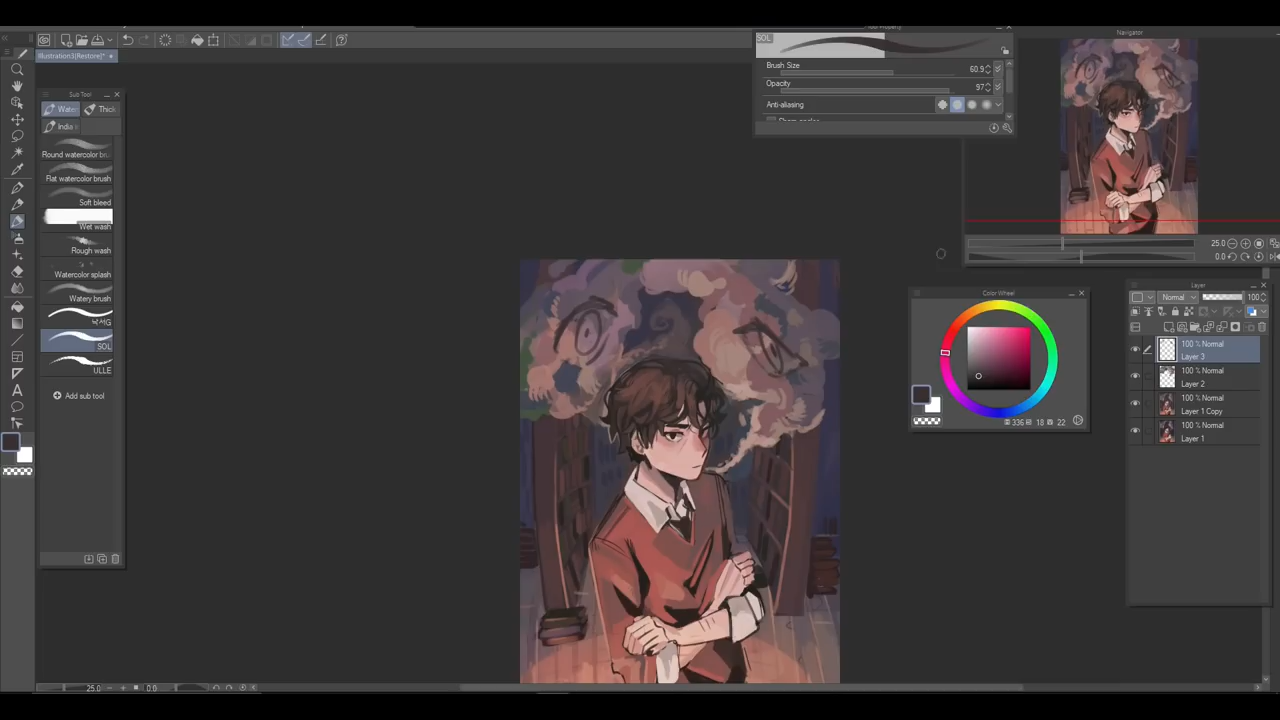 Illustration3[Restore]*
Sub Tool
Water
Thick
India
Round watercolor bru
Flat watercolor brush
Soft bleed
Wet wash
Rough wash
Watercolor splash
Watery brush
SOL
ULLE
Add sub tool
SOL
Brush Size
60.9
Opacity
97
Anti-aliasing
Navigator
25.0
0.0
Color Wheel
336
18
22
Layer
Normal
100
100 % Normal
Layer 3
100 % Normal
Layer 2
100 % Normal
Layer 1 Copy
100 % Normal
Layer 1
25.0
0.0